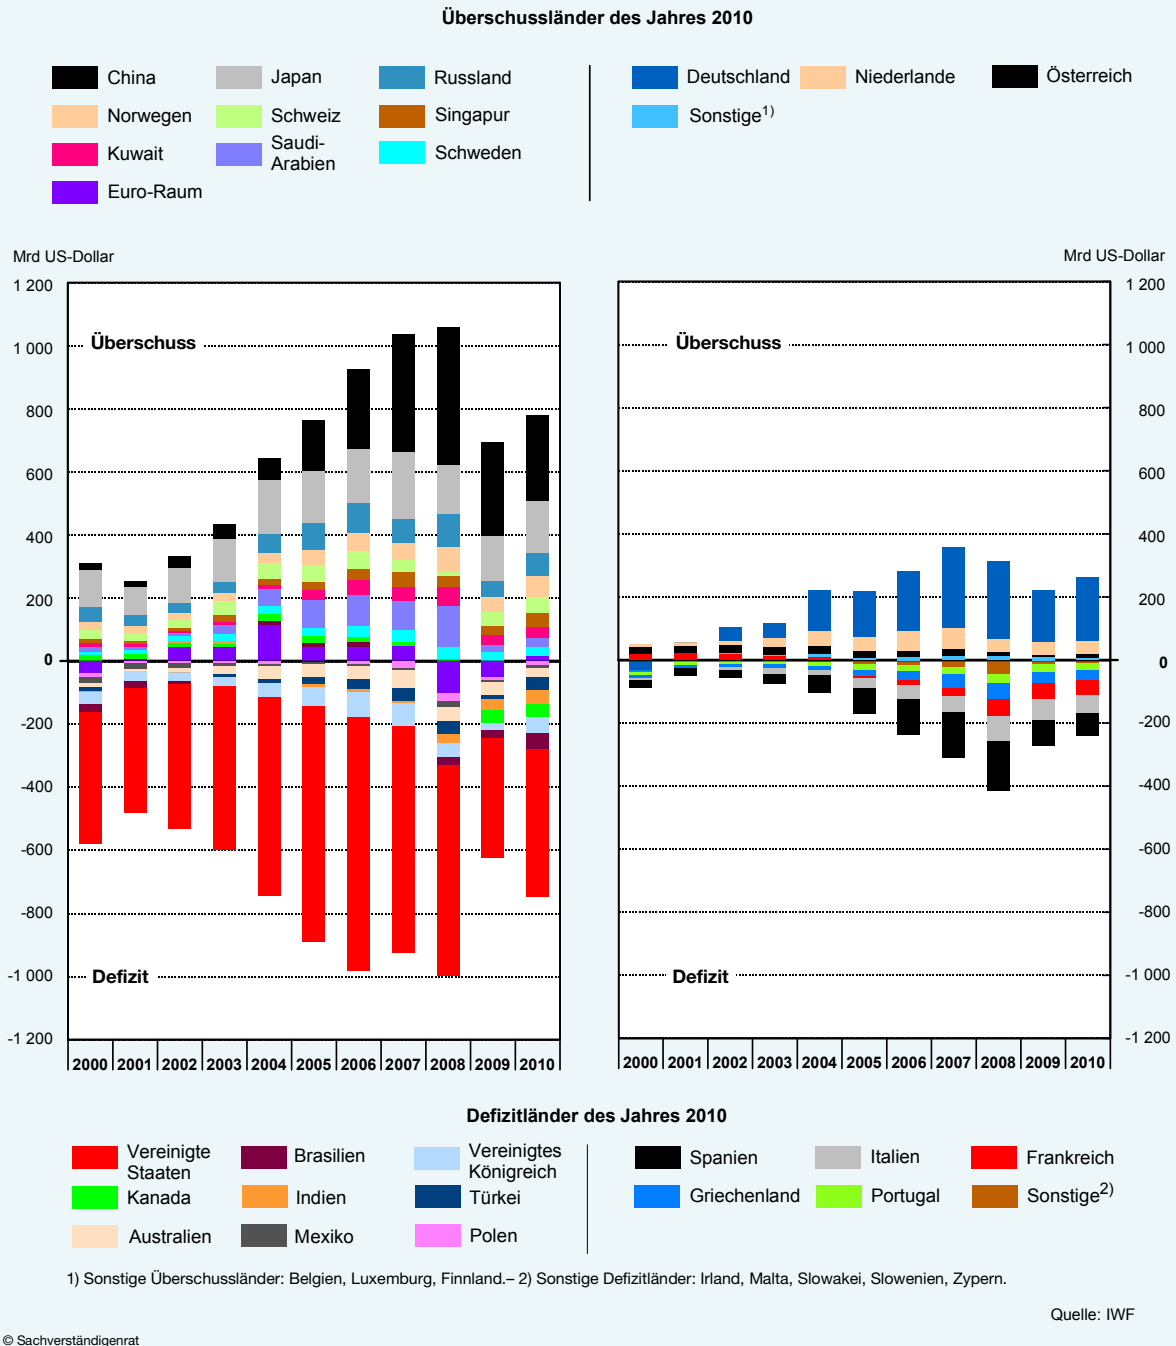 Überschussländer des Jahres 2010
China
Japan
Russland
Norwegen
Schweiz
Singapur
Kuwait
Saudi-
Arabien
Schweden
Euro-Raum
Deutschland
Niederlande
Österreich
Sonstige1)
Mrd US-Dollar
1 200
1 000
800
600
400
200
0
-200
-400
-600
-800
-1 000
-1 200
Überschuss
Defizit
2000 2001 2002 2003 2004 2005 2006 2007 2008 2009 2010
Mrd US-Dollar
1 200
1 000
800
600
400
200
0
-200
-400
-600
-800
-1 000
-1 200
Überschuss
Defizit
2000 2001 2002 2003 2004 2005 2006 2007 2008 2009 2010
Defizitländer des Jahres 2010
Vereinigte
Staaten
Brasilien
Vereinigtes
Königreich
Kanada
Indien
Türkei
Australien
Mexiko
Polen
Spanien
Italien
Frankreich
Griechenland
Portugal
Sonstige2)
1) Sonstige Überschussländer: Belgien, Luxemburg, Finnland.– 2) Sonstige Defizitländer: Irland, Malta, Slowakei, Slowenien, Zypern.
Quelle: IWF
© Sachverständigenrat